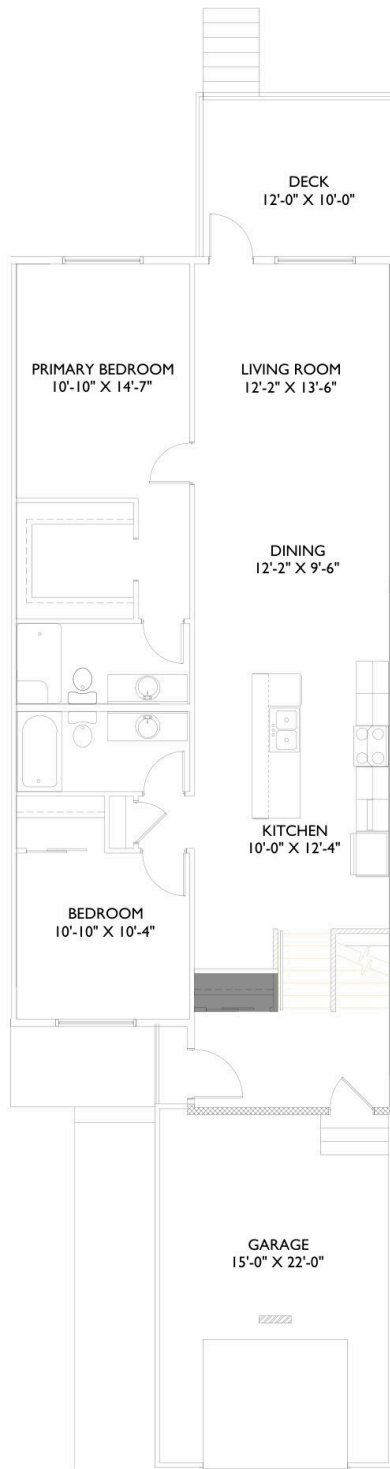 DECK
12'-0" X 10'-0"
PRIMARY BEDROOM
10'-10" X 14'-7"
LIVING ROOM
12'-2" X 13'-6"
DINING
12'-2" X 9'-6"
KITCHEN
10'-0" X 12'-4"
BEDROOM
10'-10" X 10'-4"
GARAGE
15'-0" X 22'-0"